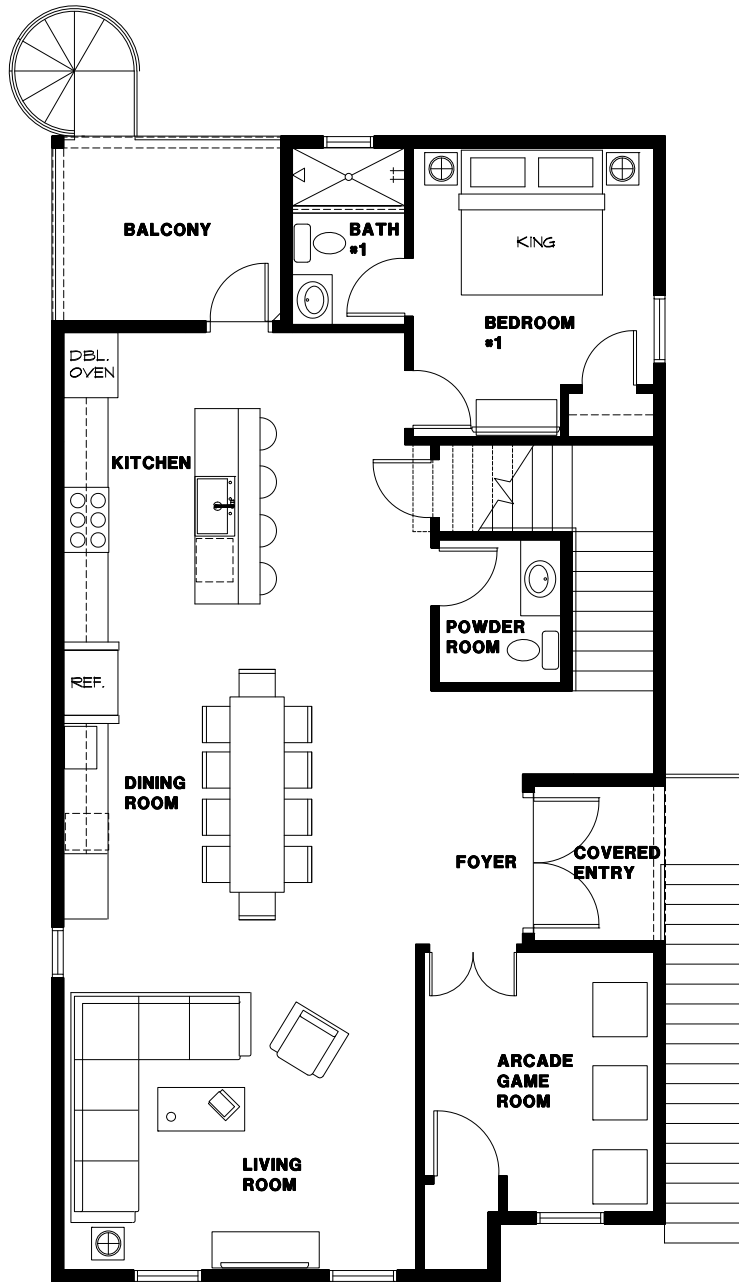 BALCONY
BATH
#1
KING
BEDROOM
#1
DBL.
OVEN
KITCHEN
POWDER
ROOM
REF.
DINING
ROOM
FOYER
COVERED
ENTRY
ARCADE
GAME
ROOM
LIVING
ROOM